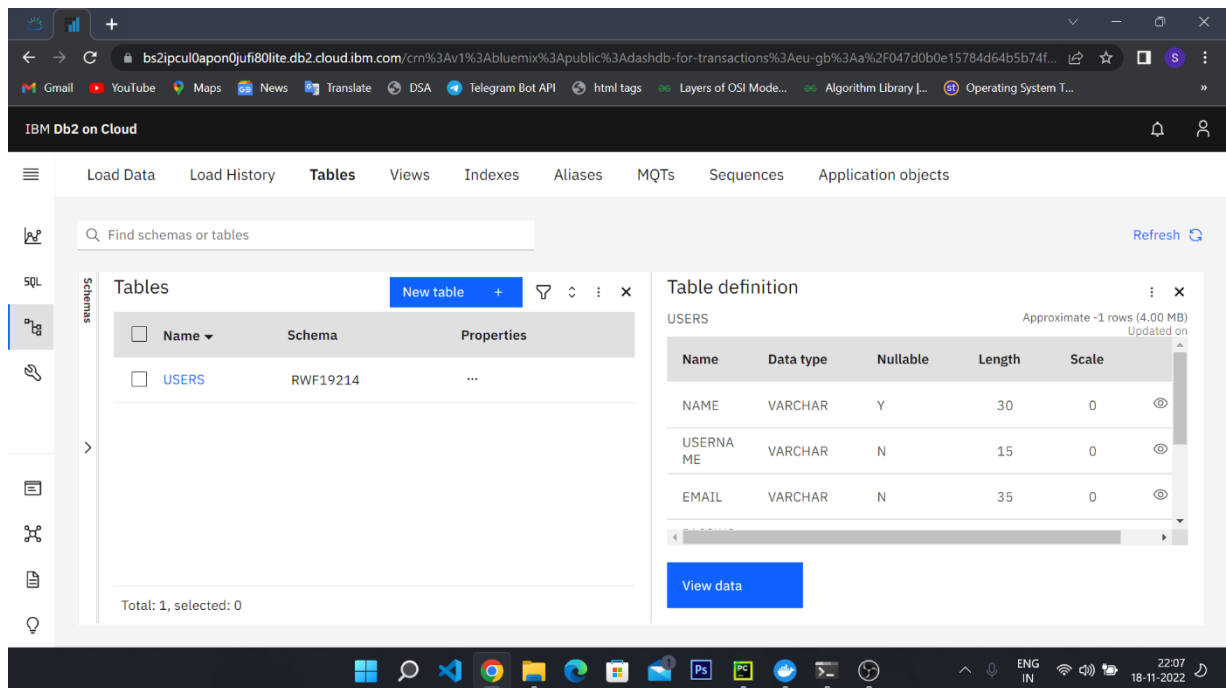 bs2ipcul0apon0jufi80lite.db2.cloud.ibm.com/crn%3Av1%3Abluemix%3Apublic%3Adashdb-for-transactions%3Aeu-gb%3Aa%2F047d0b0e15784d64b5b74f...
S
Gmail YouTube Maps News Translate DSA Telegram Bot API html tags Layers of OSI Mode... Algorithm Library |... Operating System T... »
IBM Db2 on Cloud
Load Data Load History Tables Views Indexes Aliases MQTs Sequences Application objects
Find schemas or tables Refresh
SQL
Schemas
Tables New table +
Name Schema Properties
USERS RWF19214 ...
Total: 1, selected: 0
Table definition
USERS Approximate -1 rows (4.00 MB)
Updated on
Name Data type Nullable Length Scale
NAME VARCHAR Y 30 0
USERNA
ME VARCHAR N 15 0
EMAIL VARCHAR N 35 0
View data
Ps PC ENG 22:07
IN 18-11-2022